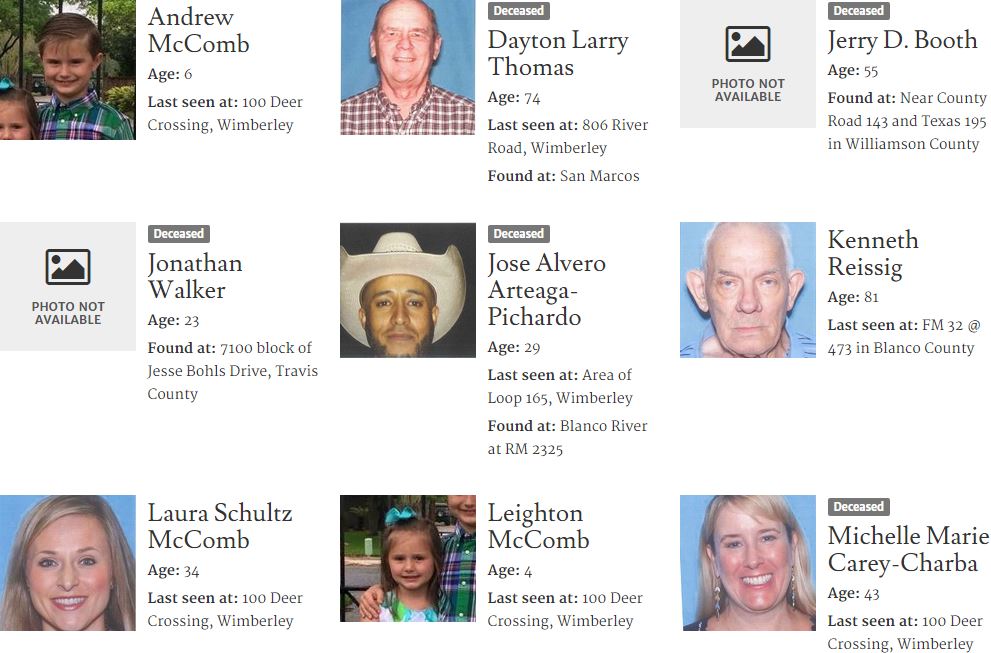 Andrew
McComb
Age: 6
Last seen at: 100 Deer
Crossing, Wimberley
Deceased
Dayton Larry
Thomas
Age: 74
Last seen at: 806 River
Road, Wimberley
Found at: San Marcos
PHOTO NOT
AVAILABLE
Deceased
Jerry D. Booth
Age: 55
Found at: Near County
Road 143 and Texas 195
in Williamson County
PHOTO NOT
AVAILABLE
Deceased
Jonathan
Walker
Age: 23
Found at: 7100 block of
Jesse Bohls Drive, Travis
County
Deceased
Jose Alvero
Arteaga-
Pichardo
Age: 29
Last seen at: Area of
Loop 165, Wimberley
Found at: Blanco River
at RM 2325
Kenneth
Reissig
Age: 81
Last seen at: FM 32 @
473 in Blanco County
Laura Schultz
McComb
Age: 34
Last seen at: 100 Deer
Crossing, Wimberley
Leighton
McComb
Age: 4
Last seen at: 100 Deer
Crossing, Wimberley
Deceased
Michelle Marie
Carey-Charba
Age: 43
Last seen at: 100 Deer
Crossing, Wimberley